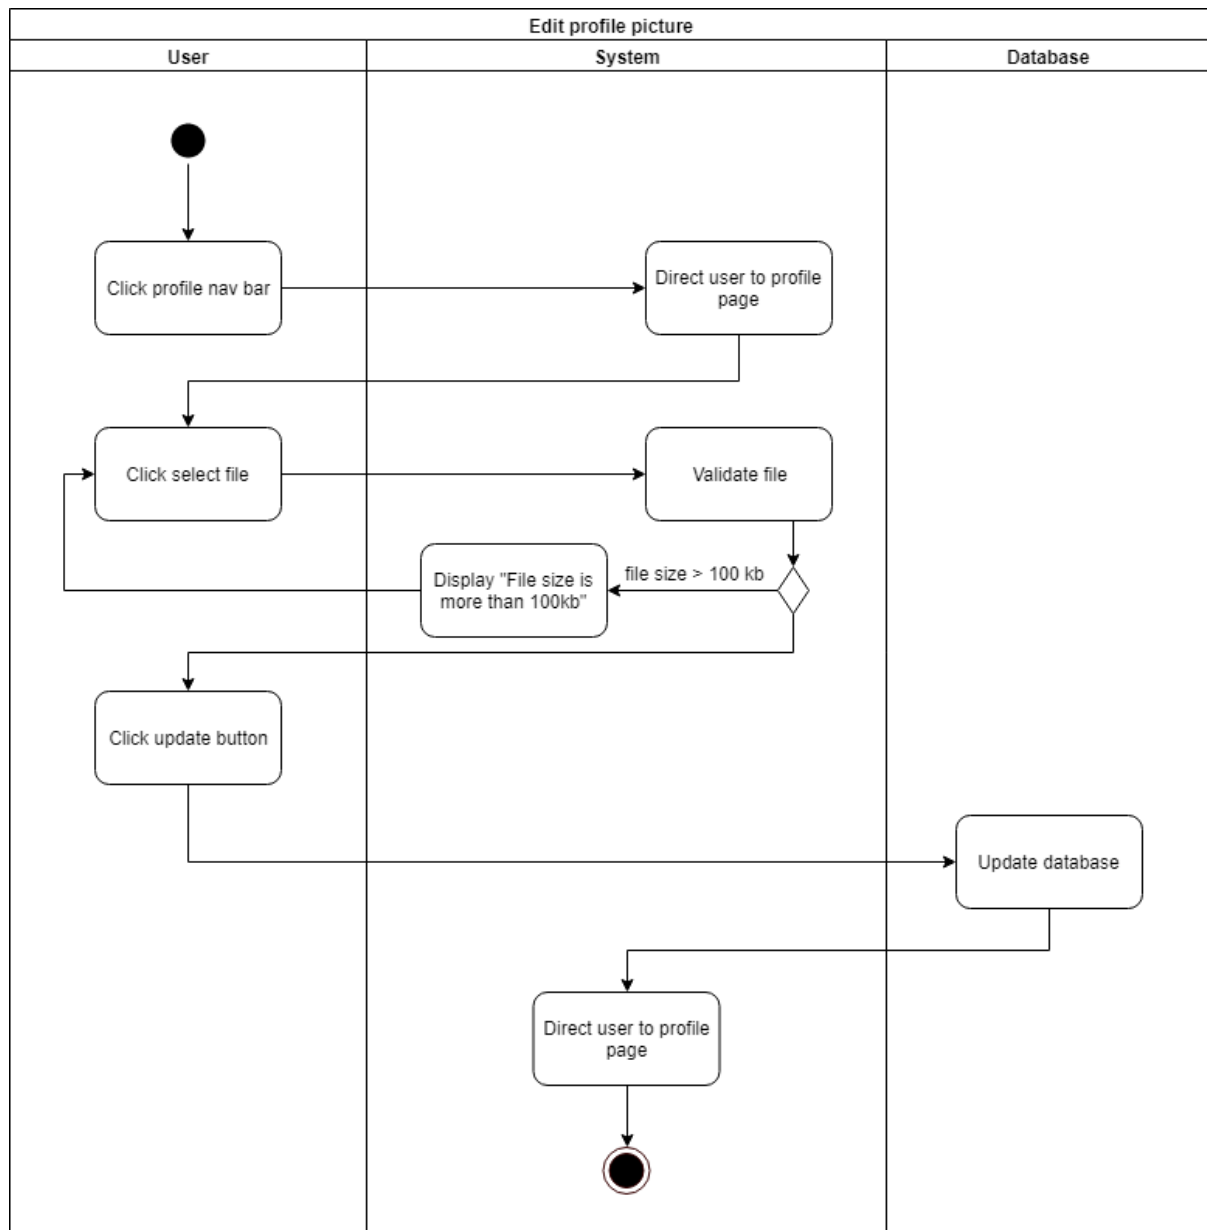 Edit profile picture
User
System
Database
Click profile nav bar
Direct user to profile
page
Click select file
Validate file
file size > 100 kb
Display "File size is
more than 100kb"
Click update button
Update database
Direct user to profile
page